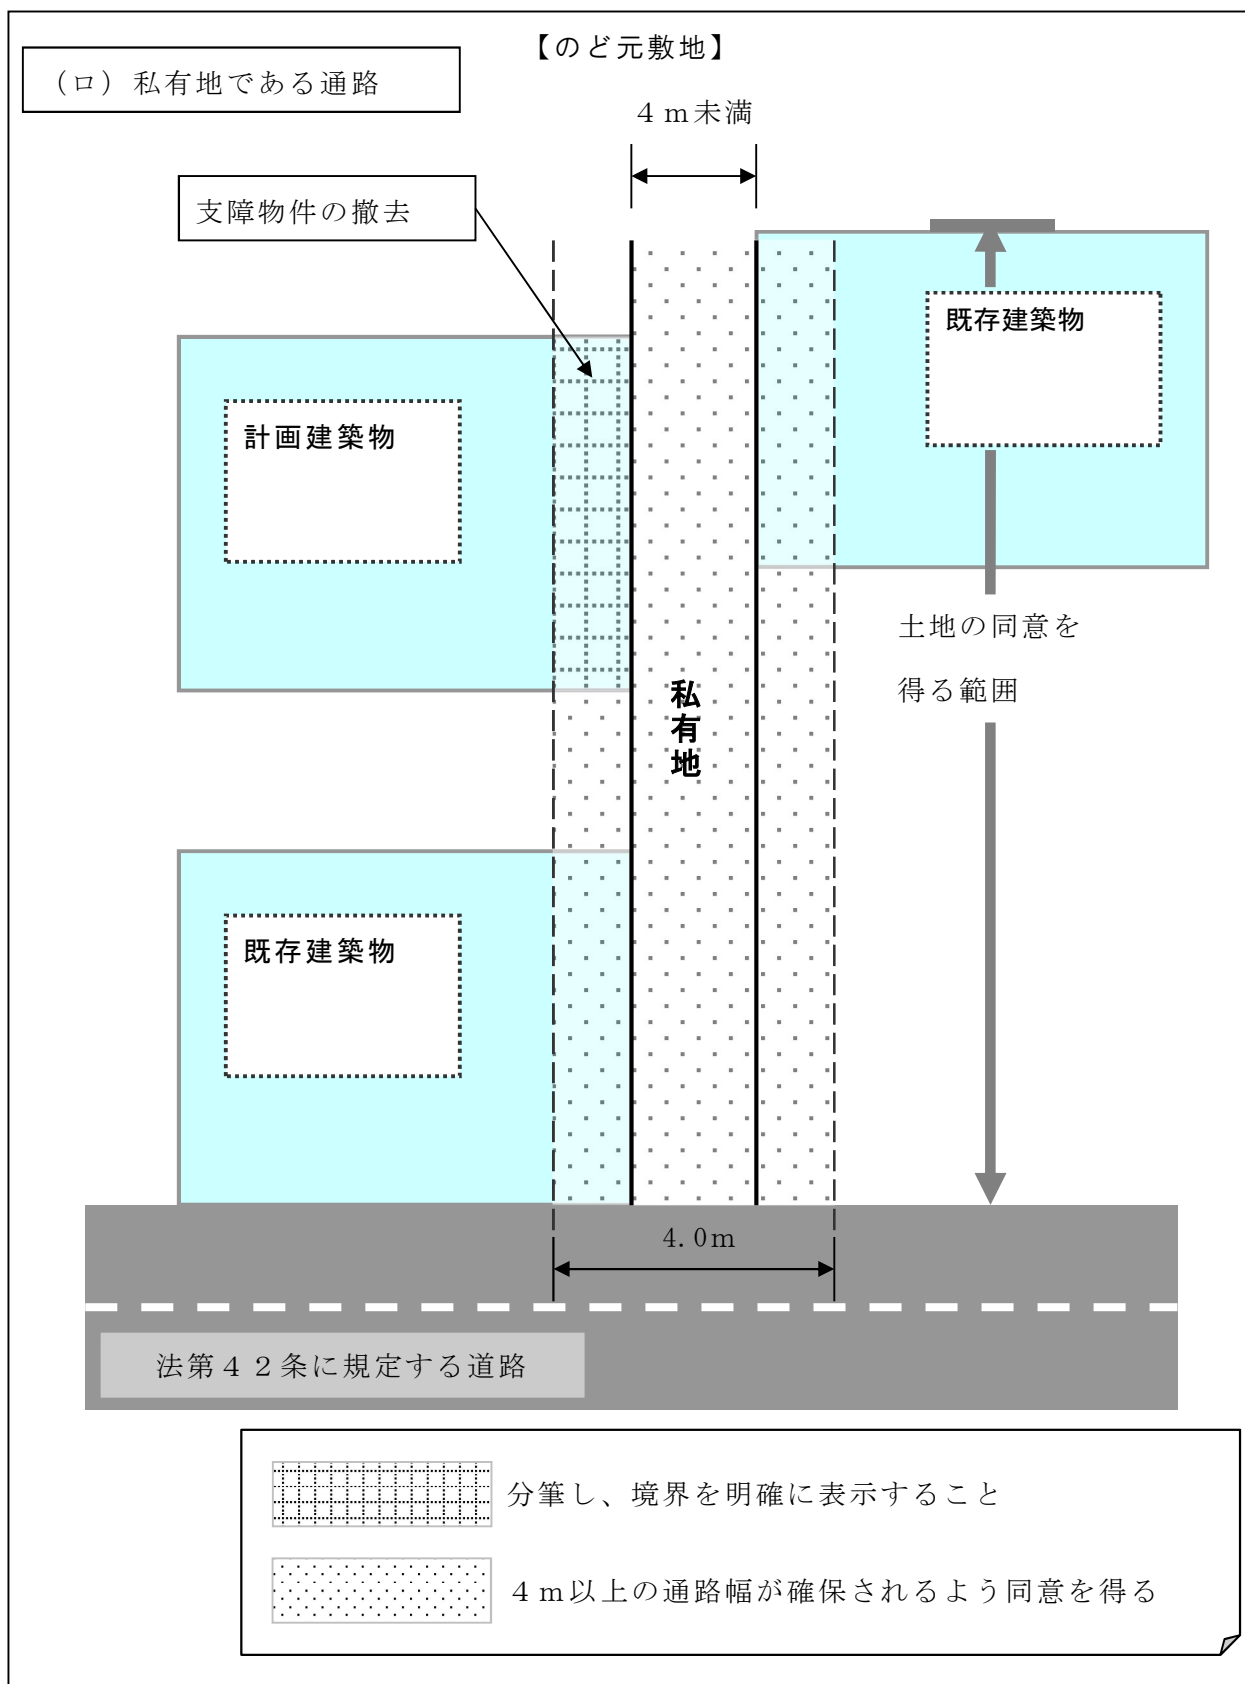 【のど元敷地】
（ロ）私有地である通路
４ｍ未満
支障物件の撤去
既存建築物
計画建築物
土地の同意を
得る範囲
私有地
既存建築物
4.0m
法第４２条に規定する道路
分筆し、境界を明確に表示すること
４ｍ以上の通路幅が確保されるよう同意を得る